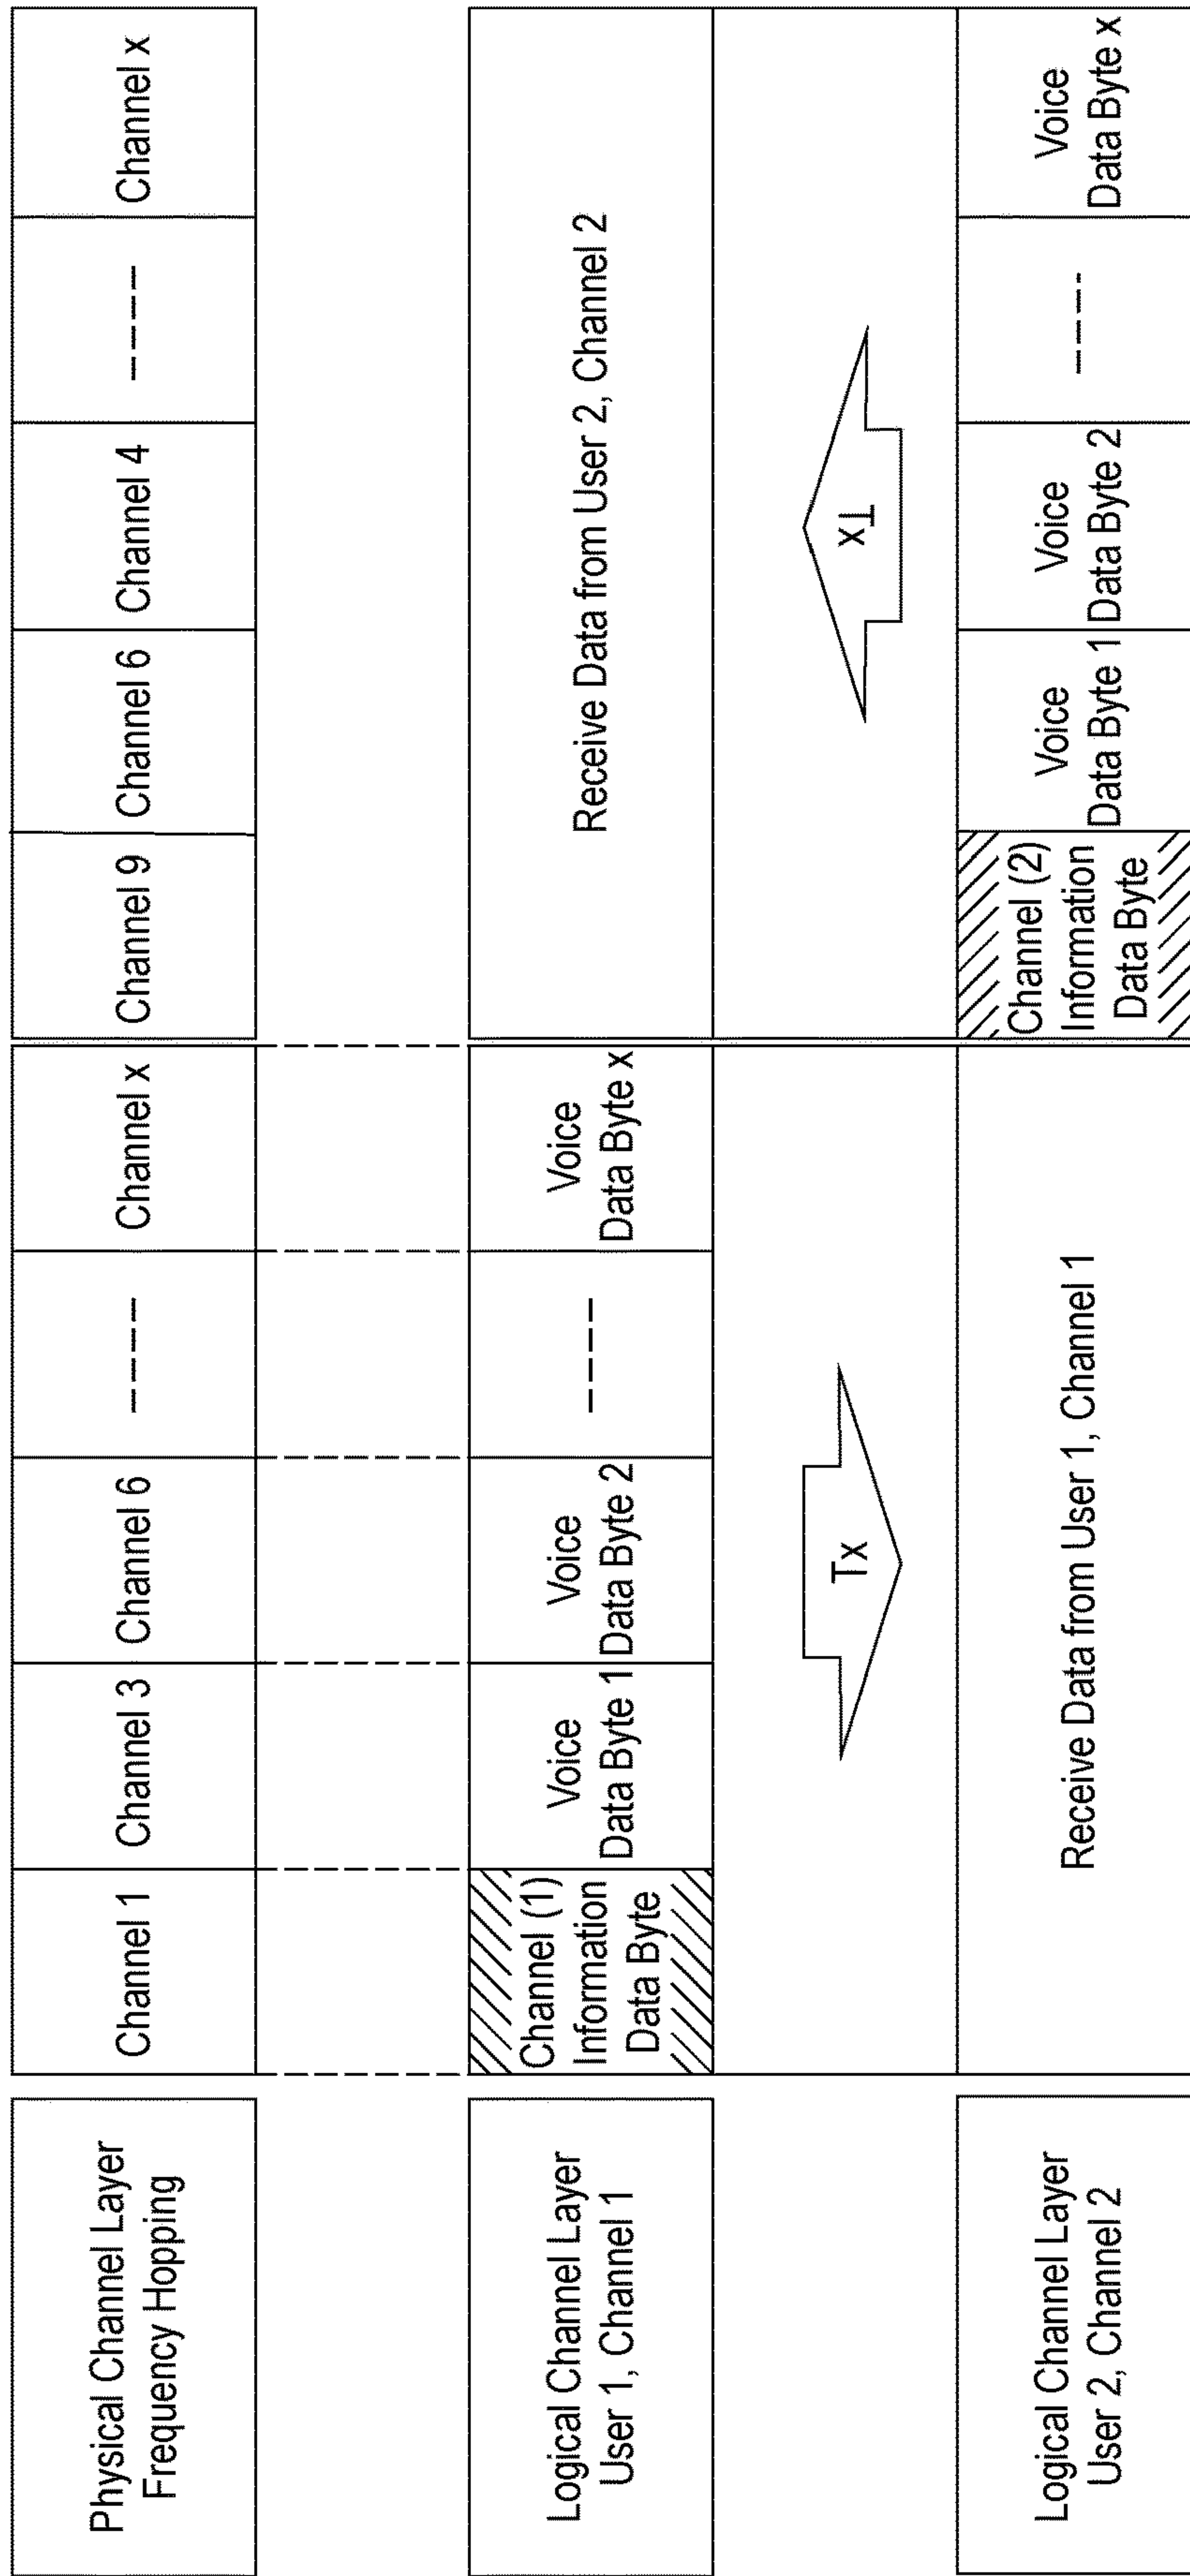 Physical Channel Layer
Frequency Hopping
Channel 1
Channel 3
Channel 6
----
Channel x
Channel 9
Channel 6
Channel 4
----
Channel x
Logical Channel Layer
User 1, Channel 1
Channel (1)
Information
Data Byte
Voice
Data Byte 1
Voice
Data Byte 2
----
Voice
Data Byte x
Receive Data from User 2, Channel 2
Tx
Tx
Logical Channel Layer
User 2, Channel 2
Receive Data from User 1, Channel 1
Channel (2)
Information
Data Byte
Voice
Data Byte 1
Voice
Data Byte 2
----
Voice
Data Byte x